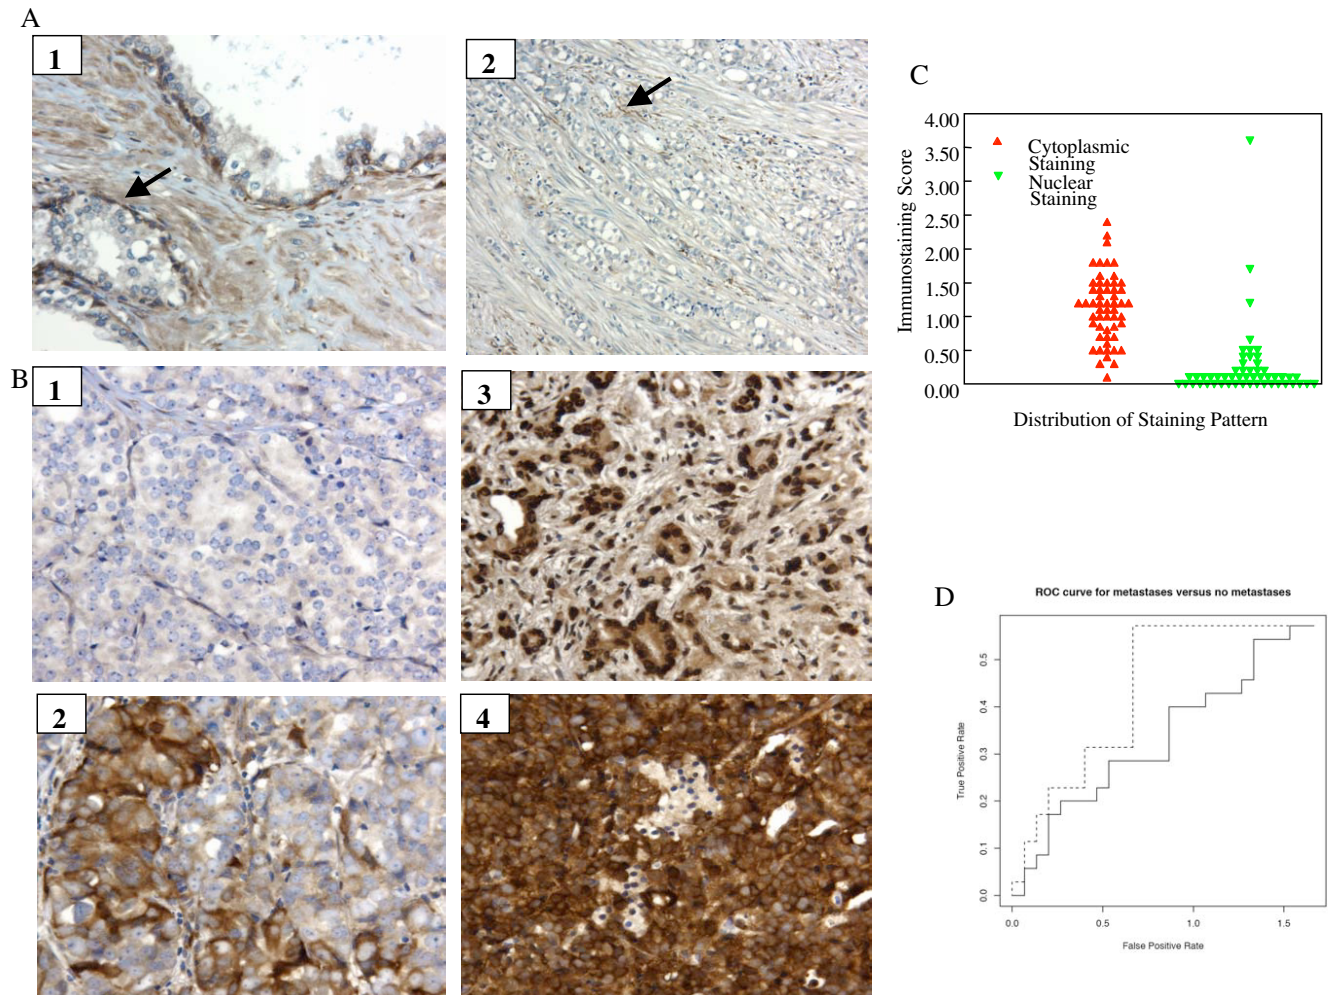 A
1
2
B
1
3
2
4
C
4.00
3.50
3.00
2.50
2.00
1.50
1.00
0.50
0.00
Immunostaining Score
Cytoplasmic
Staining
Nuclear
Staining
Distribution of Staining Pattern
D
ROC curve for metastases versus no metastases
True Positive Rate
0.5
0.4
0.3
0.2
0.1
0.0
0.0 0.5 1.0 1.5
False Positive Rate